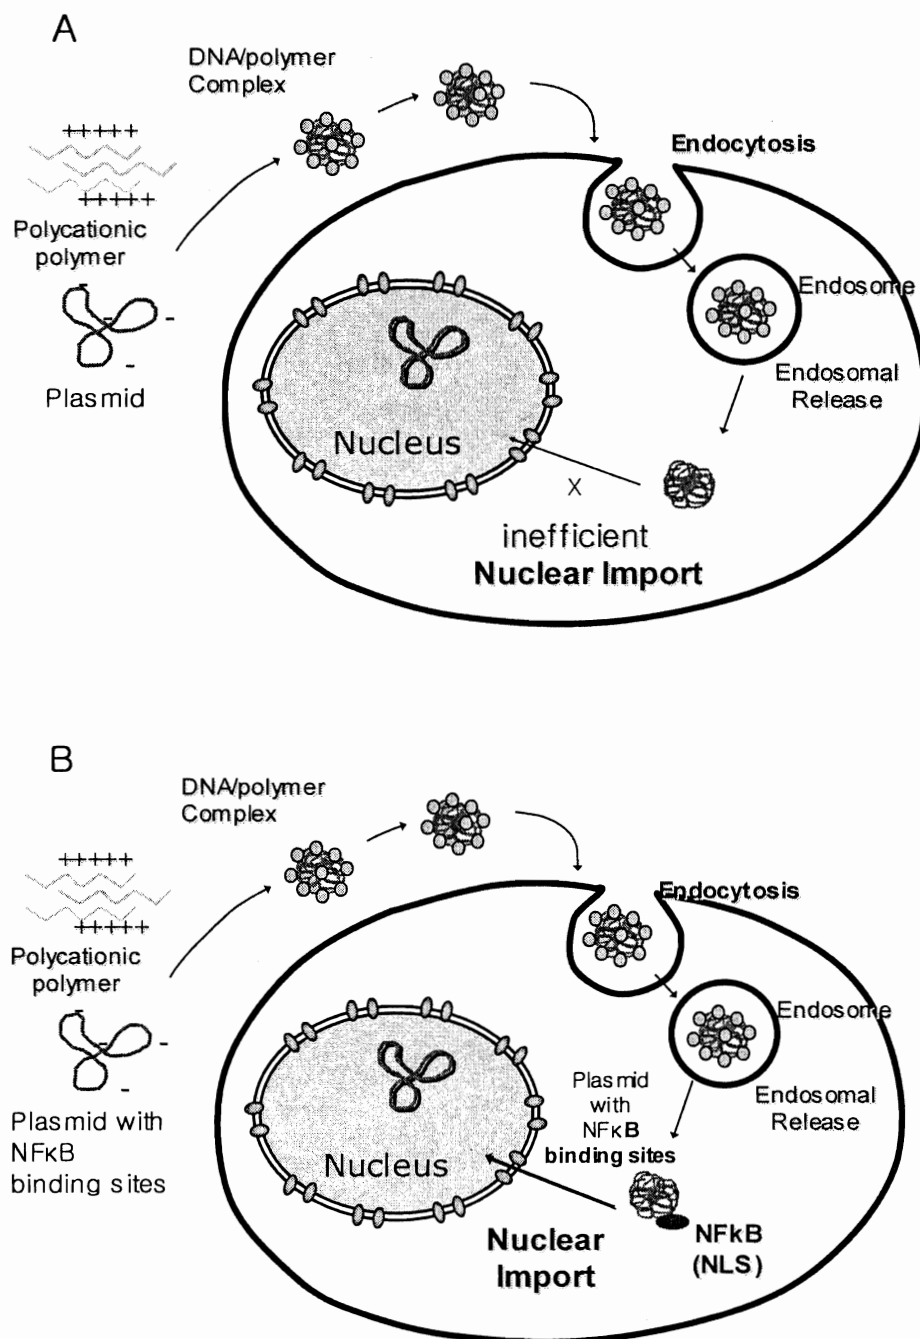 A
DNA/polymer
Complex
+++++
Endocytosis
+++++
Polycationic
polymer
Endosome
-
-
-
-
Plasmid
Endosomal
Release
Nucleus
X
inefficient
Nuclear Import
B
DNA/polymer
Complex
+++++
Endocytosis
+++++
Polycationic
polymer
Endosome
-
-
-
-
Plasmid
with
NFκB
binding sites
Endosomal
Release
Plasmid with
NFκB
binding sites
Nucleus
Nuclear
Import
NFkB
(NLS)